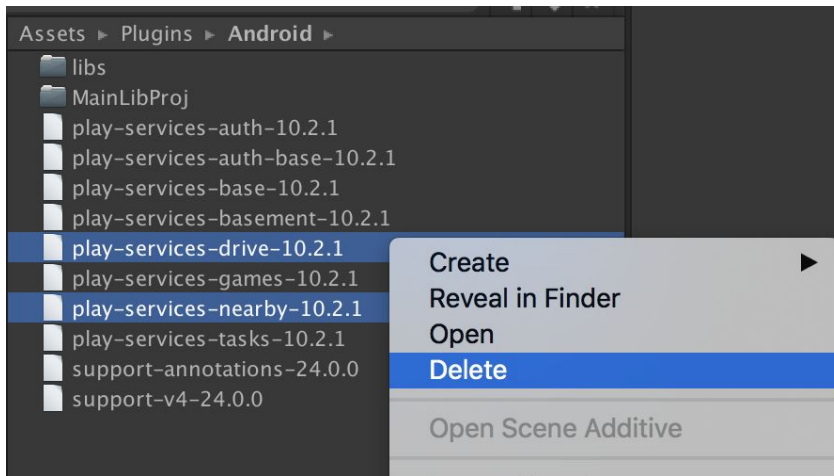 Assets ▸ Plugins ▸ Android ▸
libs
MainLibProj
play-services-auth-10.2.1
play-services-auth-base-10.2.1
play-services-base-10.2.1
play-services-basement-10.2.1
play-services-drive-10.2.1
play-services-games-10.2.1
play-services-nearby-10.2.1
play-services-tasks-10.2.1
support-annotations-24.0.0
support-v4-24.0.0
Create
Reveal in Finder
Open
Delete
Open Scene Additive